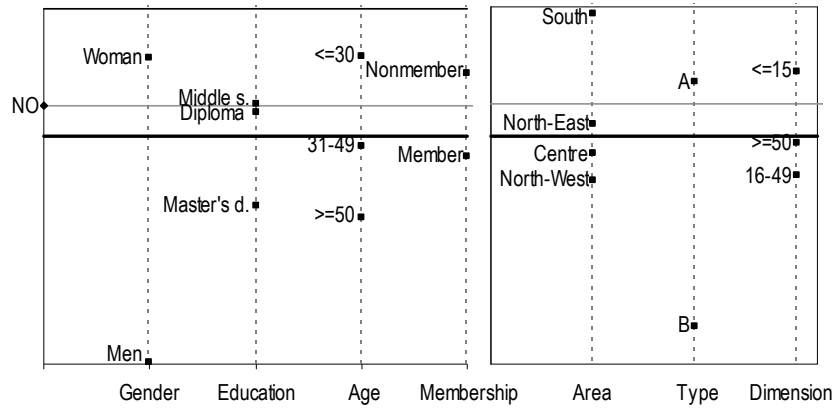 South
Woman
<=30
Nonmember
A
<=15
NO
Middle s.
Diploma
North-East
31-49
Member
Centre
>=50
North-West
16-49
Master's d.
>=50
B
Men
Gender Education Age Membership Area Type Dimension